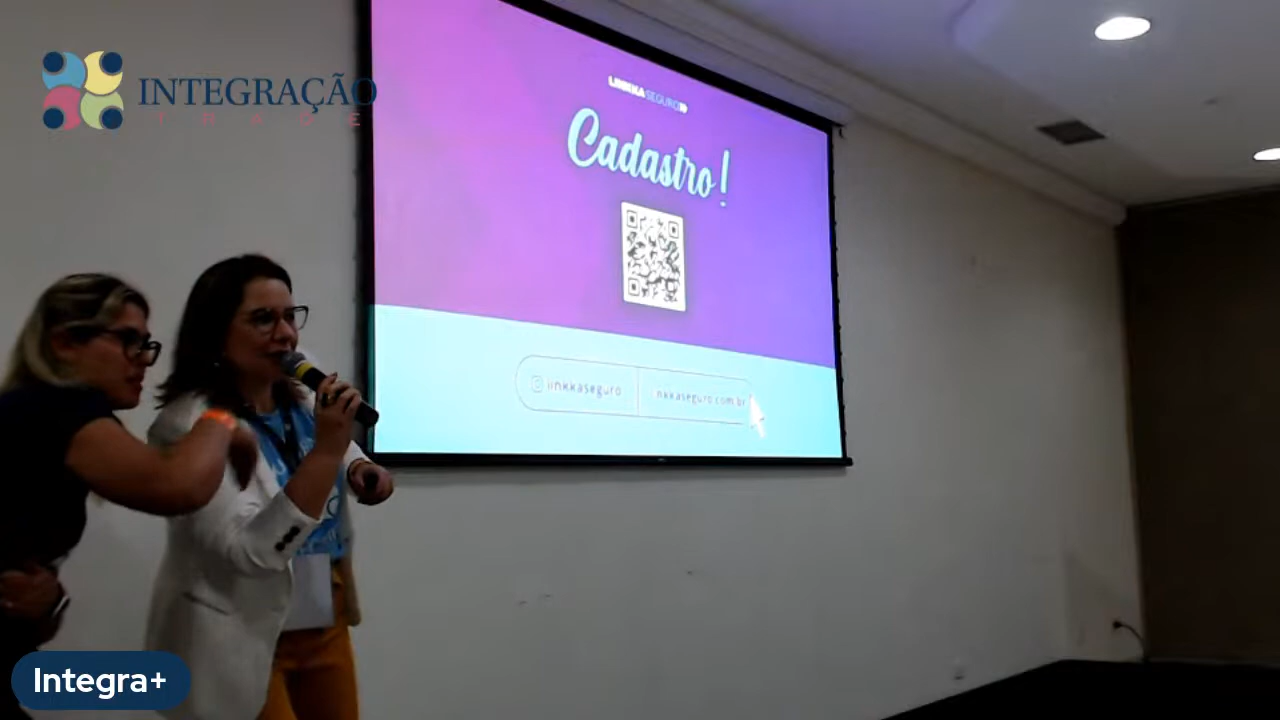 INTEGRAÇÃO
TRADE
LINKKASEGURO
Cadastro!
linkkaseguro
linkkaseguro.com.br
Integra+